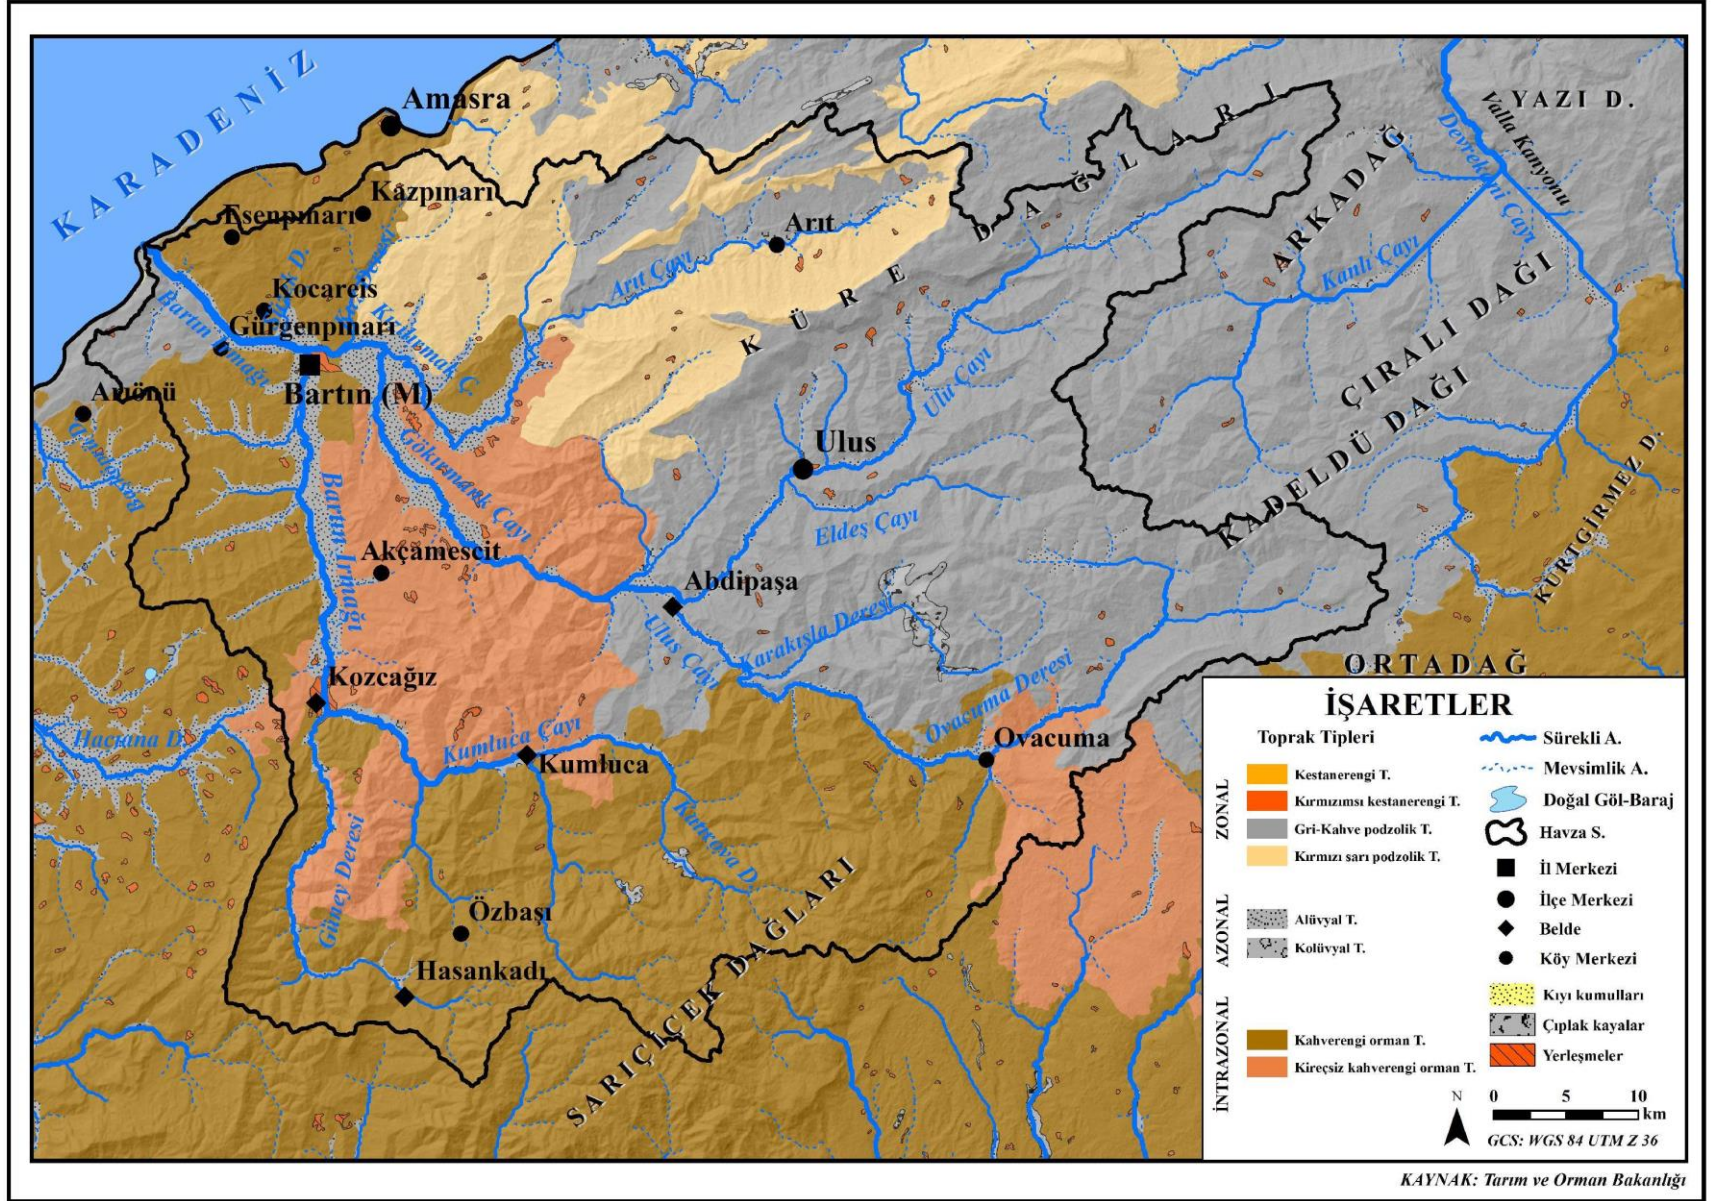 KARADENİZ
Amasra
YAZI D.
Valla Kanyonu
Devrekani Çayı
Kazpınarı
Esenpınarı
KÜRE DAĞLARI
ARKADAĞ
Arıt
Arıt Çayı
Kanlı Çayı
Kocareis
Gürgenpınarı
Bartın Irmağı
Bartın (M)
Ulu Çayı
ÇIRALI DAĞI
KADELDÜ DAĞI
KURTGİRMEZ D.
Gökırmarık Çayı
Bartın Irmağı
Ulus
Eldeş Çayı
Akçamescit
Abdipaşa
Ulus Çayı
Karakışla Deresi
ORTADAĞ
Kozcağız
Kumluca Çayı
Kumluca
Ovacuma Deresi
Ovacuma
Güney Deresi
Özbaşı
Hasankadı
SARIÇİÇEK DAĞLARI
İŞARETLER
Toprak Tipleri
ZONAL
Kestanerengi T.
Kırmızımsı kestanerengi T.
Gri-Kahve podzolik T.
Kırmızı sarı podzolik T.
AZONAL
Alüvyal T.
Kolüvyal T.
İNTRAZONAL
Kahverengi orman T.
Kireçsiz kahverengi orman T.
Sürekli A.
Mevsimlik A.
Doğal Göl-Baraj
Havza S.
İl Merkezi
İlçe Merkezi
Belde
Köy Merkezi
Kıyı kumulları
Çıplak kayalar
Yerleşmeler
N
0 5 10
km
GCS: WGS 84 UTM Z 36
KAYNAK: Tarım ve Orman Bakanlığı